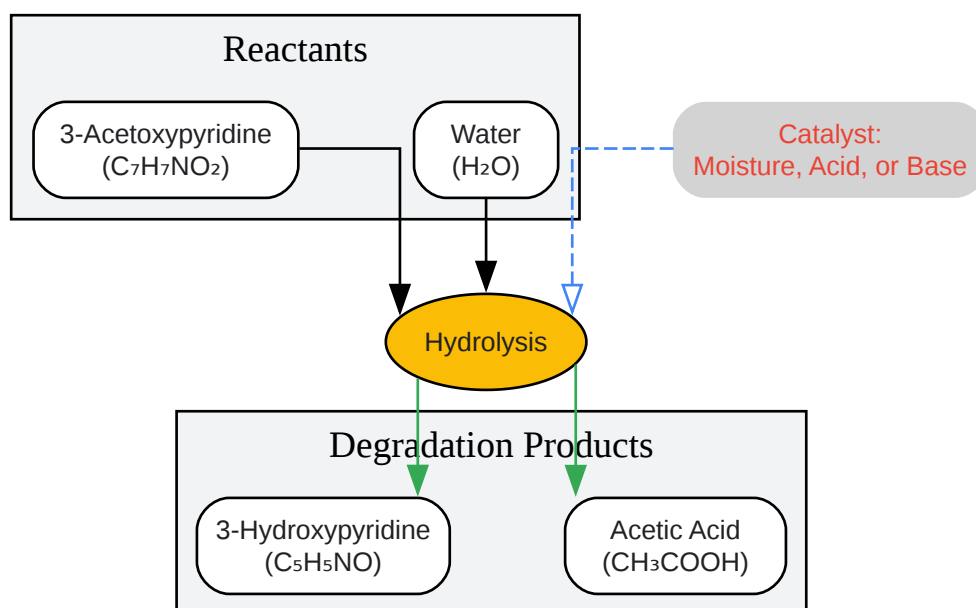 Reactants
3-Acetoxypyridine
(C₇H₇NO₂)
Water
(H₂O)
Catalyst:
Moisture, Acid, or Base
Hydrolysis
Degradation Products
3-Hydroxypyridine
(C₅H₅NO)
Acetic Acid
(CH₃COOH)